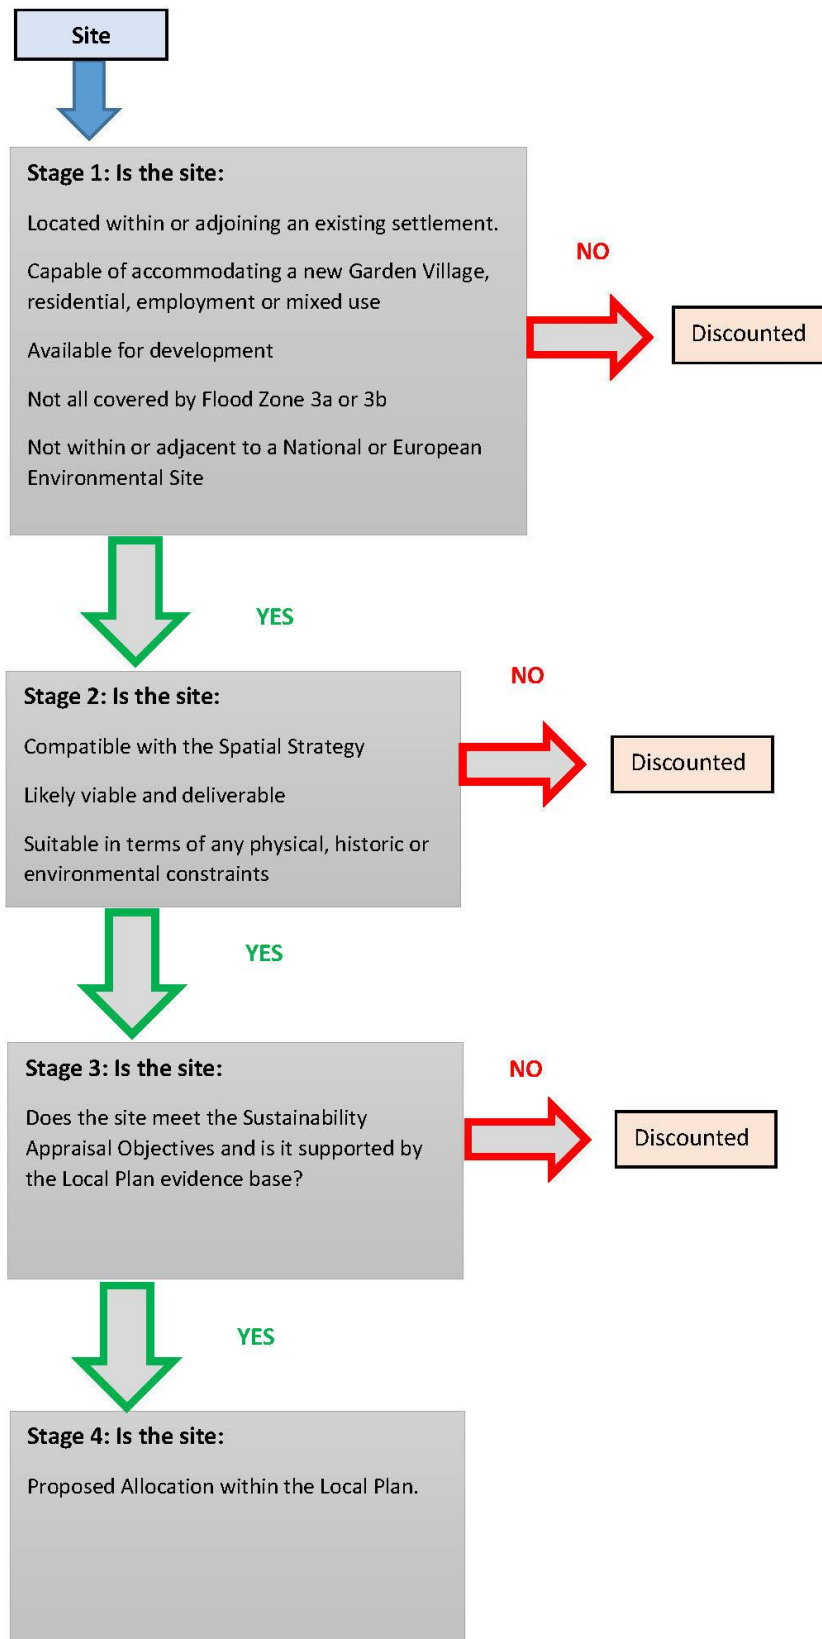 Site
Stage 1: Is the site:
Located within or adjoining an existing settlement.
NO
Capable of accommodating a new Garden Village,
residential, employment or mixed use
Discounted
Available for development
Not all covered by Flood Zone 3a or 3b
Not within or adjacent to a National or European
Environmental Site
YES
Stage 2: Is the site:
NO
Compatible with the Spatial Strategy
Discounted
Likely viable and deliverable
Suitable in terms of any physical, historic or
environmental constraints
YES
Stage 3: Is the site:
NO
Does the site meet the Sustainability
Appraisal Objectives and is it supported by
the Local Plan evidence base?
Discounted
YES
Stage 4: Is the site:
Proposed Allocation within the Local Plan.